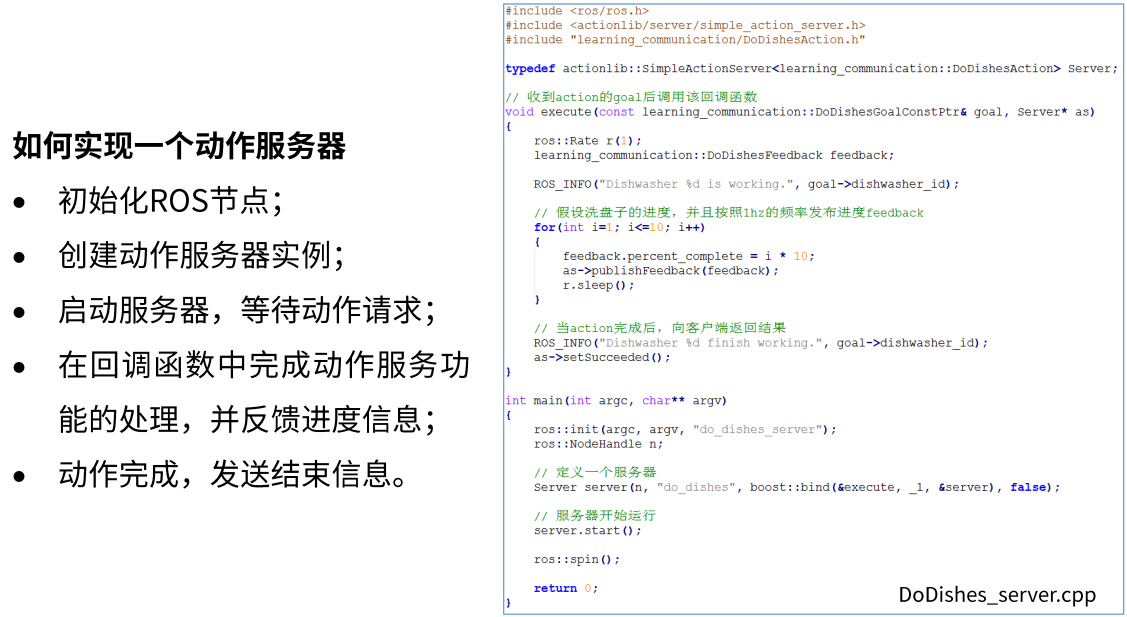 如何实现一个动作服务器
• 初始化ROS节点；
• 创建动作服务器实例；
• 启动服务器，等待动作请求；
• 在回调函数中完成动作服务功
能的处理，并反馈进度信息；
• 动作完成，发送结束信息。
#include <ros/ros.h>
#include <actionlib/server/simple_action_server.h>
#include "learning_communication/DoDishesAction.h"
typedef actionlib::SimpleActionServer<learning_communication::DoDishesAction> Server;
// 收到action的goal后调用该回调函数
void execute(const learning_communication::DoDishesGoalConstPtr& goal, Server* as)
{
    ros::Rate r(1);
    learning_communication::DoDishesFeedback feedback;
    ROS_INFO("Dishwasher %d is working.", goal->dishwasher_id);
    // 假设洗盘子的进度，并且按照1hz的频率发布进度feedback
    for(int i=1; i<=10; i++)
    {
        feedback.percent_complete = i * 10;
        as->publishFeedback(feedback);
        r.sleep();
    }
    // 当action完成后，向客户端返回结果
    ROS_INFO("Dishwasher %d finish working.", goal->dishwasher_id);
    as->setSucceeded();
}
int main(int argc, char** argv)
{
    ros::init(argc, argv, "do_dishes_server");
    ros::NodeHandle n;
    // 定义一个服务器
    Server server(n, "do_dishes", boost::bind(&execute, _1, &server), false);
    // 服务器开始运行
    server.start();
    ros::spin();
    return 0;
}
DoDishes_server.cpp